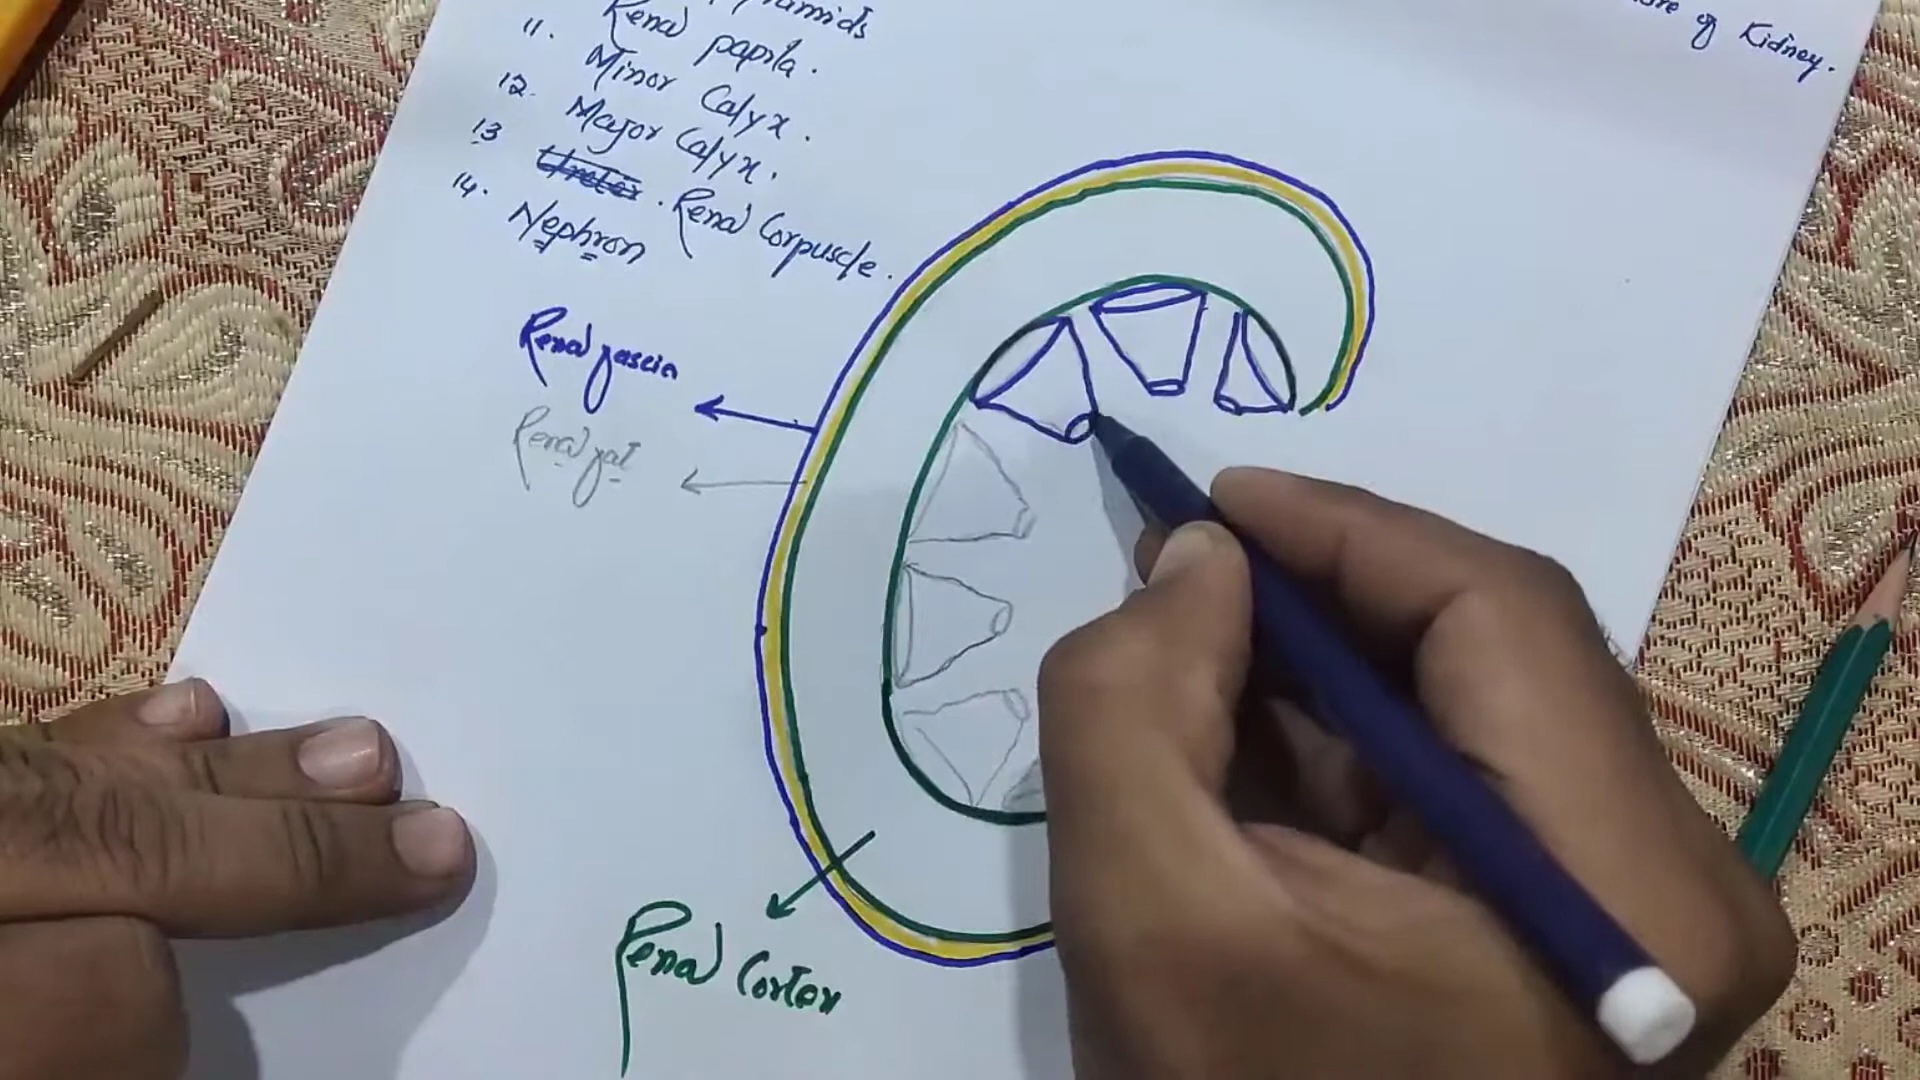 Renal papila.
11. Minor Calyx.
12. Major Calyx.
13 Ureter. Renal Corpuscle.
14. Nephron
of Kidney.
Renal fascia
Renal fat
Renal Cortex